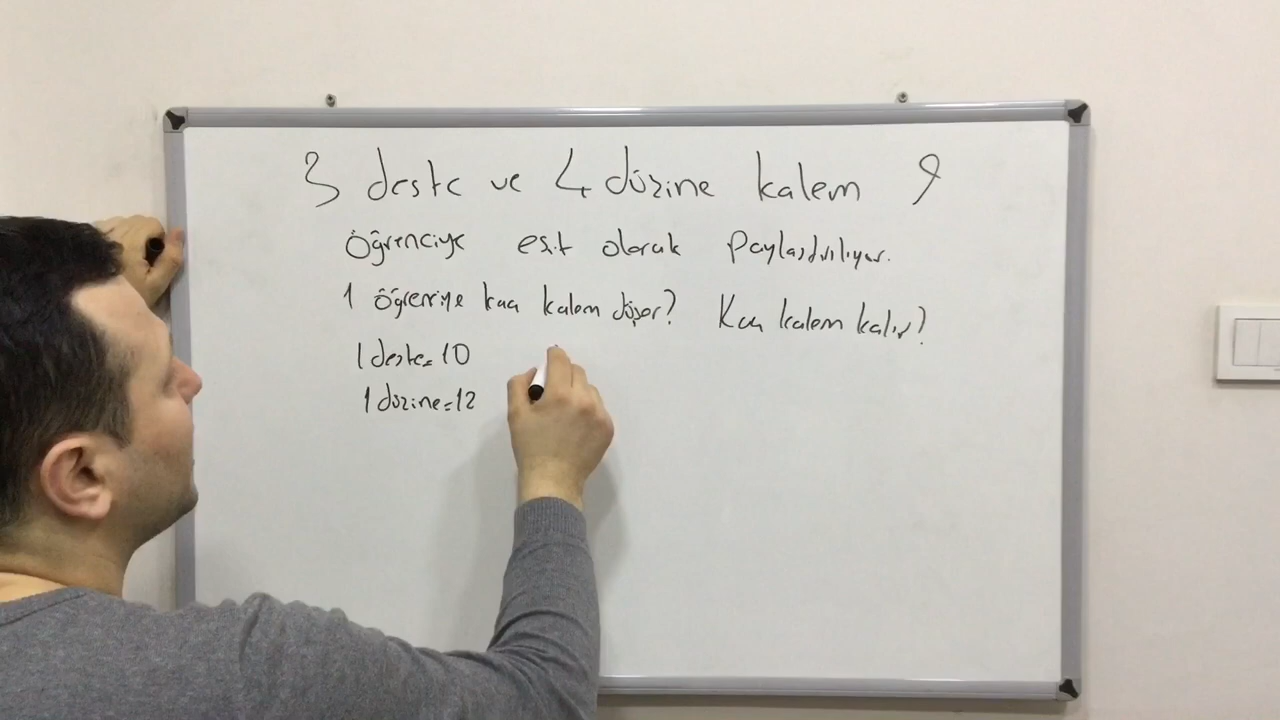 3 deste ve 4 düzine kalem 9
öğrenciye eşit olarak paylaştırılıyor.
1 öğrenciye kaç kalem düşer? Kaç kalem kalır?
1 deste=10
1 düzine=12